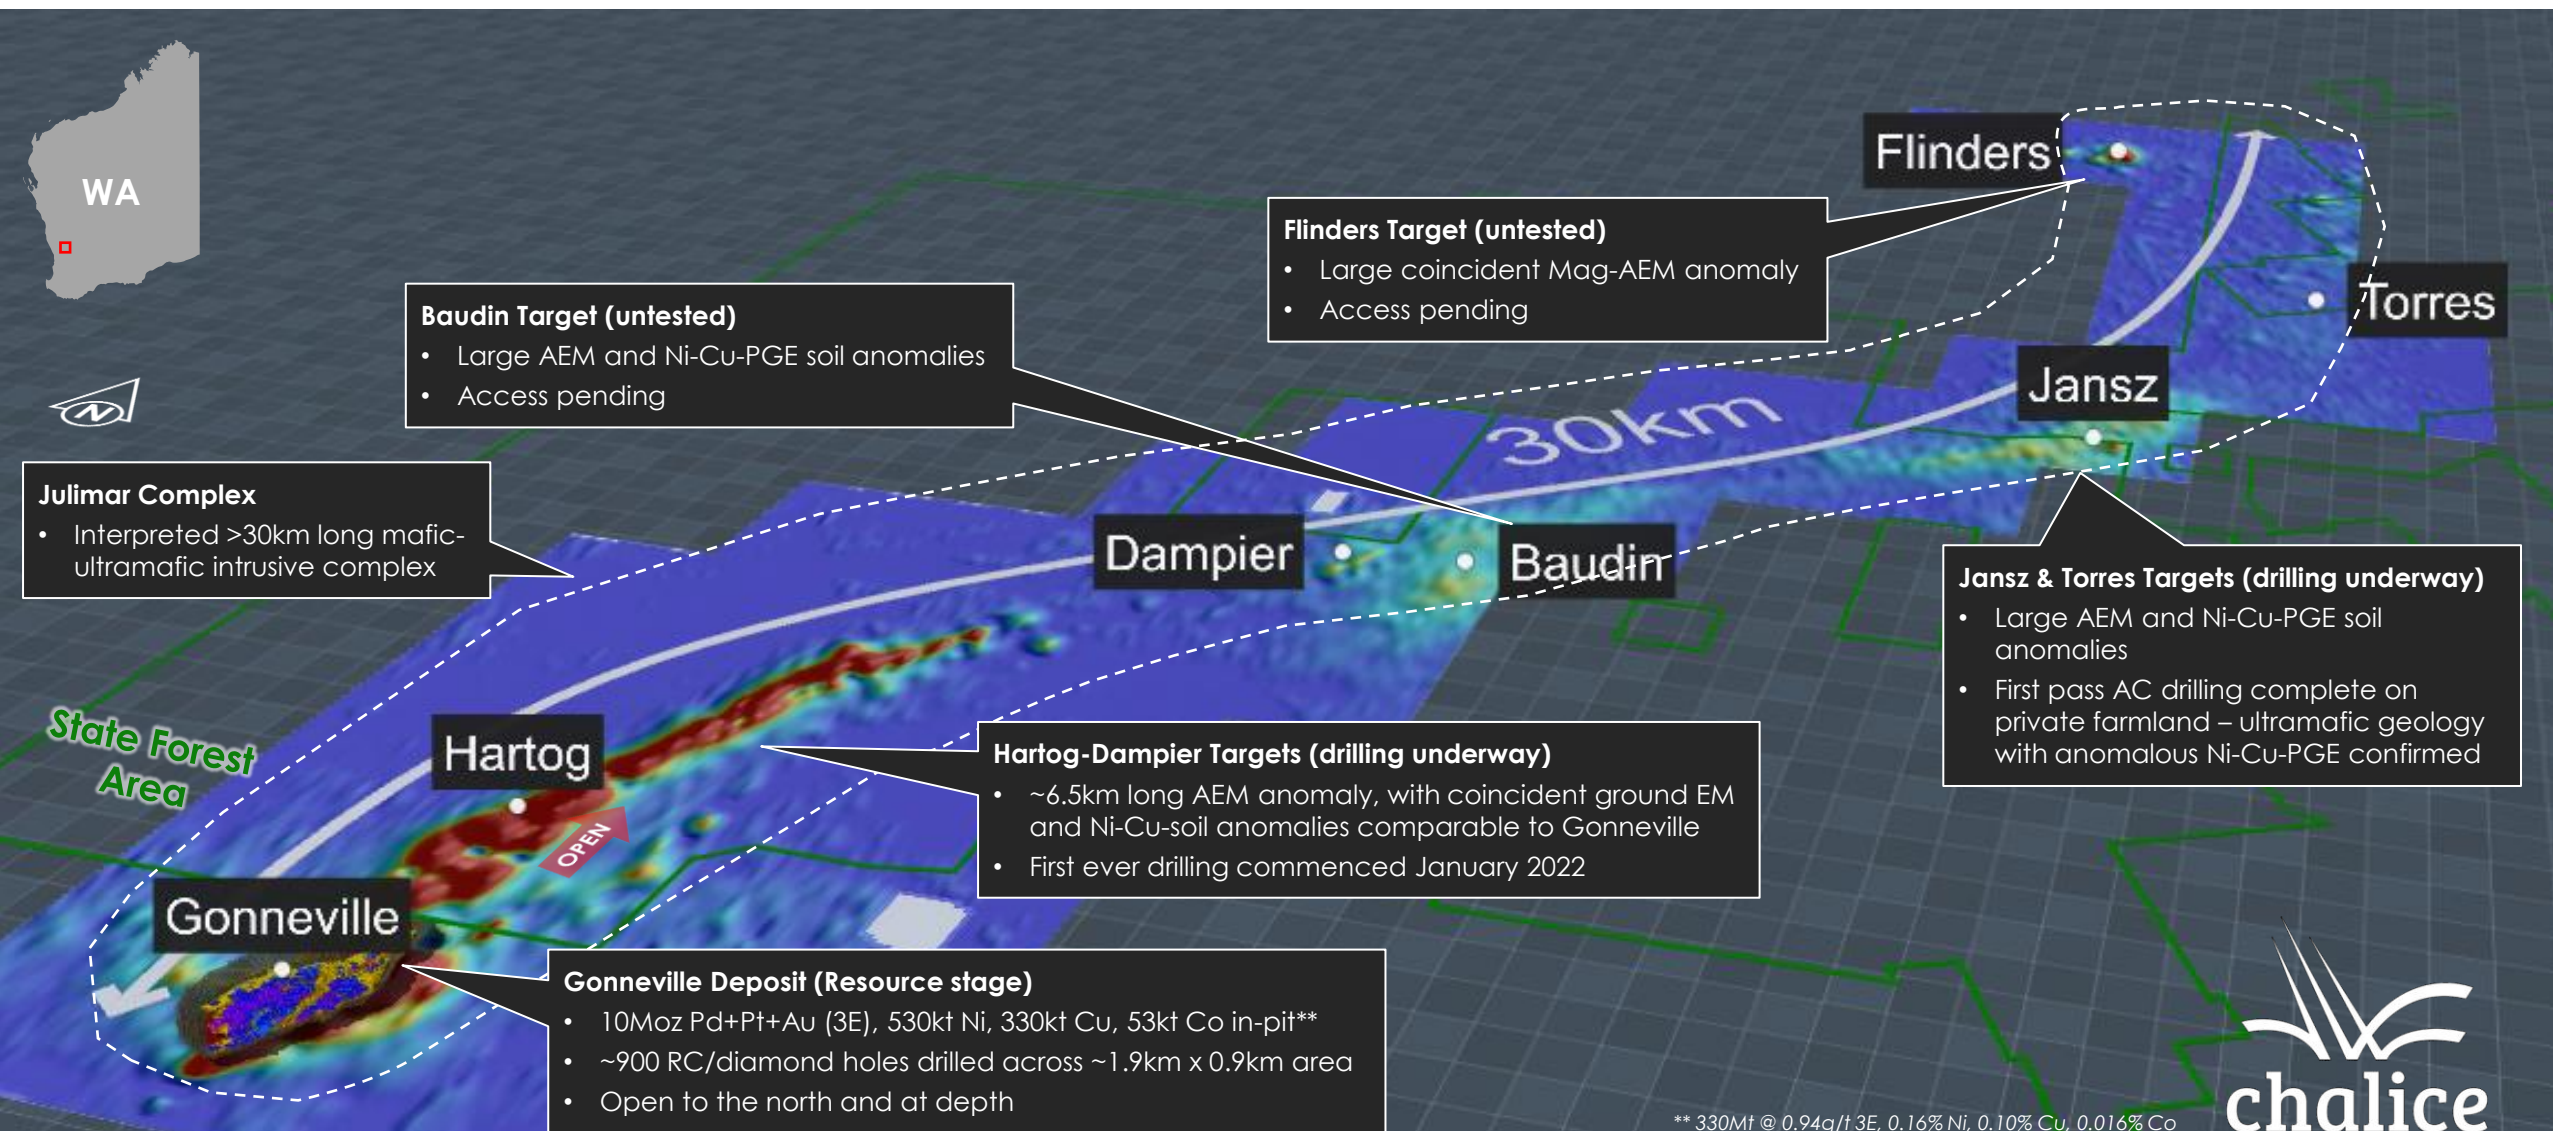 WA
Flinders
Flinders Target (untested)
• Large coincident Mag-AEM anomaly
• Access pending
Torres
Baudin Target (untested)
• Large AEM and Ni-Cu-PGE soil anomalies
• Access pending
Jansz
30km
N
Julimar Complex
• Interpreted >30km long mafic-
ultramafic intrusive complex
Dampier
Baudin
Jansz & Torres Targets (drilling underway)
• Large AEM and Ni-Cu-PGE soil
anomalies
• First pass AC drilling complete on
private farmland – ultramafic geology
with anomalous Ni-Cu-PGE confirmed
State Forest
Area
Hartog
OPEN
Hartog-Dampier Targets (drilling underway)
• ~6.5km long AEM anomaly, with coincident ground EM
and Ni-Cu-soil anomalies comparable to Gonneville
• First ever drilling commenced January 2022
Gonneville
Gonneville Deposit (Resource stage)
• 10Moz Pd+Pt+Au (3E), 530kt Ni, 330kt Cu, 53kt Co in-pit**
• ~900 RC/diamond holes drilled across ~1.9km x 0.9km area
• Open to the north and at depth
** 330Mt @ 0.94g/t 3E, 0.16% Ni, 0.10% Cu, 0.016% Co
chalice